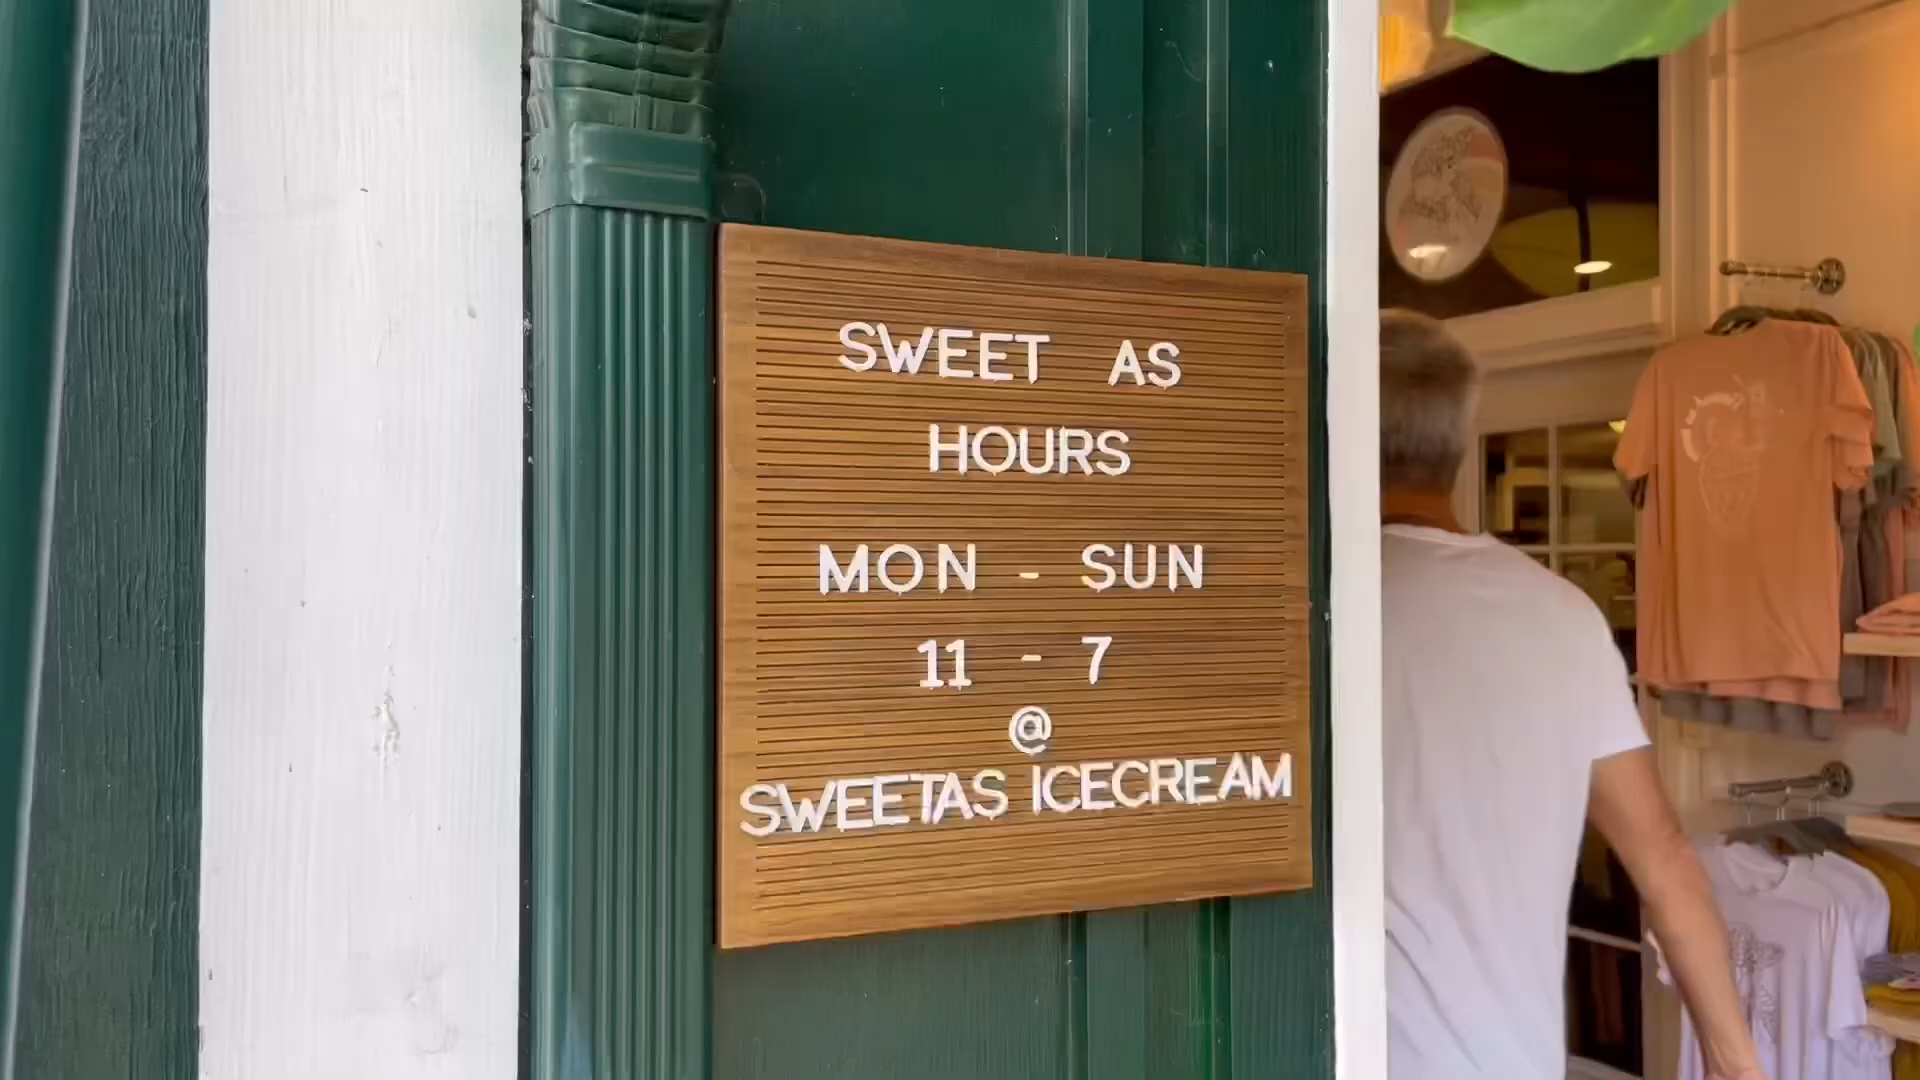 SWEET AS
HOURS
MON - SUN
11 - 7
@
SWEETAS ICECREAM